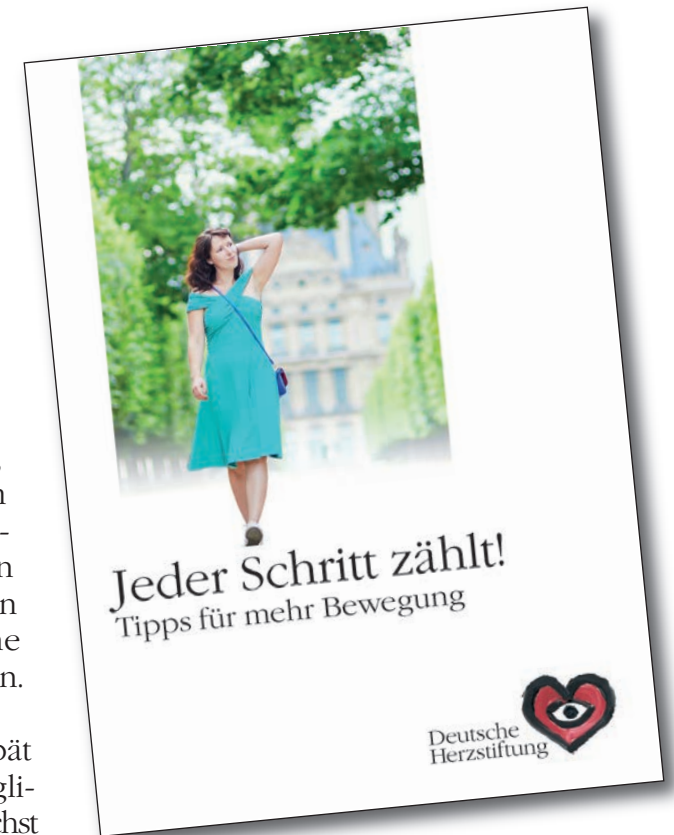 Jeder Schritt zählt!
Tipps für mehr Bewegung
Deutsche
Herzstiftung